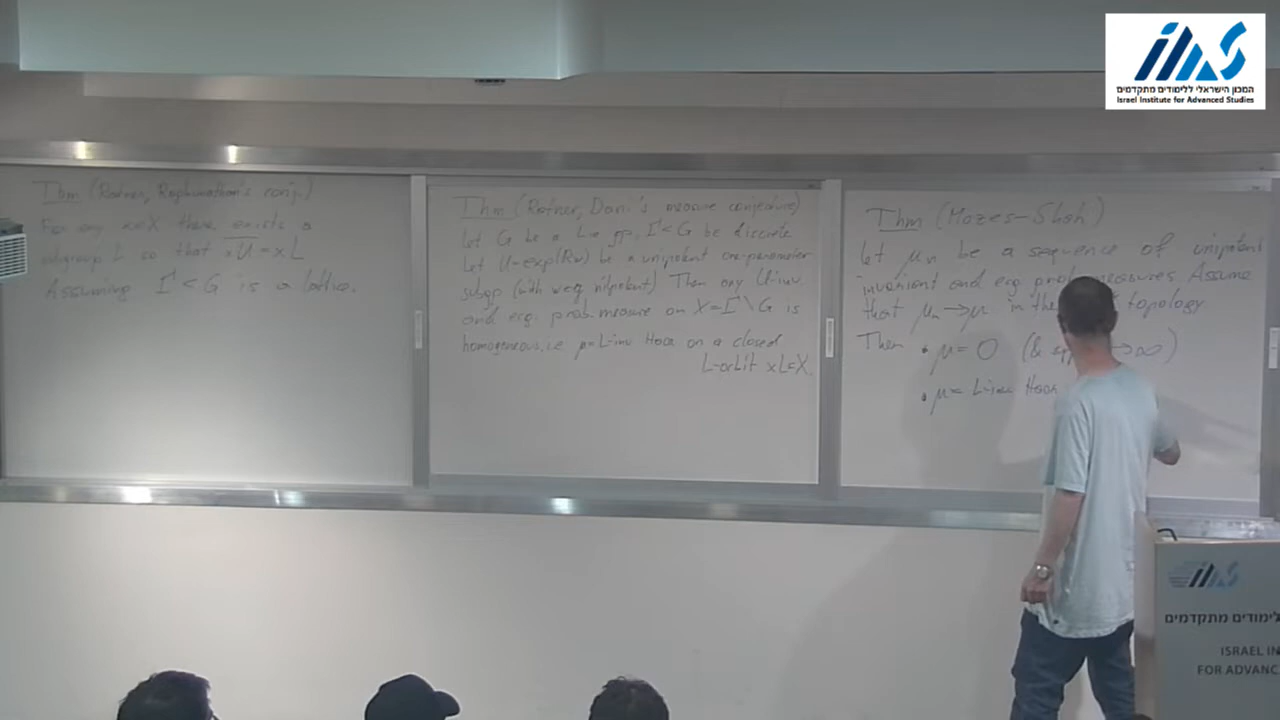 Thm (Ratner, Raghunathan's conj.)
For any x∈X there exists a
subgroup L so that xU = xL
Assuming Γ < G is a lattice.
Thm (Ratner, Dani's measure conjecture)
Let G be a Lie gp, Γ < G be discrete
Let U = exp(Rw) be a unipotent one-parameter
subgp (with w∈g nilpotent) Then any U-inv
and erg. prob. measure on X = Γ\G is
homogeneous, i.e. μ = L-inv Haar on a closed
L-orbit xL⊂X.
Thm (Mozes-Shah)
Let μn be a sequence of unipotent
invariant and erg prob measures. Assume
that μn → μ in the topology
Then • μ = 0 (& → ∞)
• μ = L-inv Haar
המכון הישראלי ללימודים מתקדמים
Israel Institute for Advanced Studies
לימודים מתקדמים
ISRAEL IN
FOR ADVANC